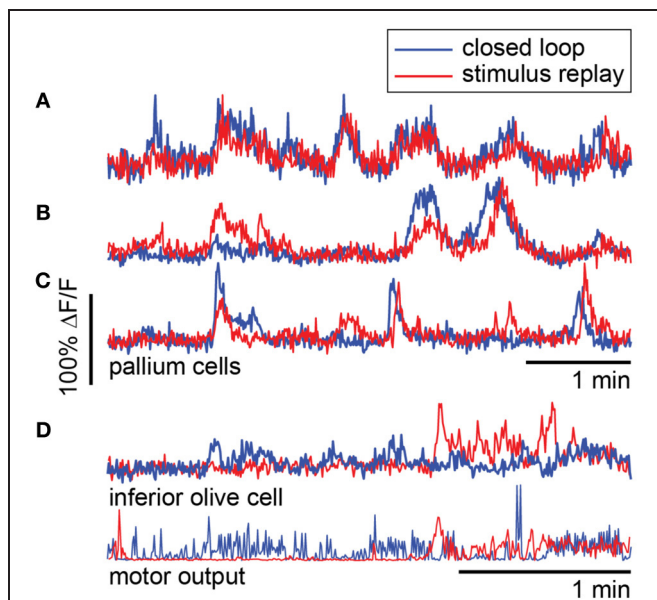 closed loop
stimulus replay
A
B
C
100% ΔF/F
pallium cells
1 min
D
inferior olive cell
motor output
1 min